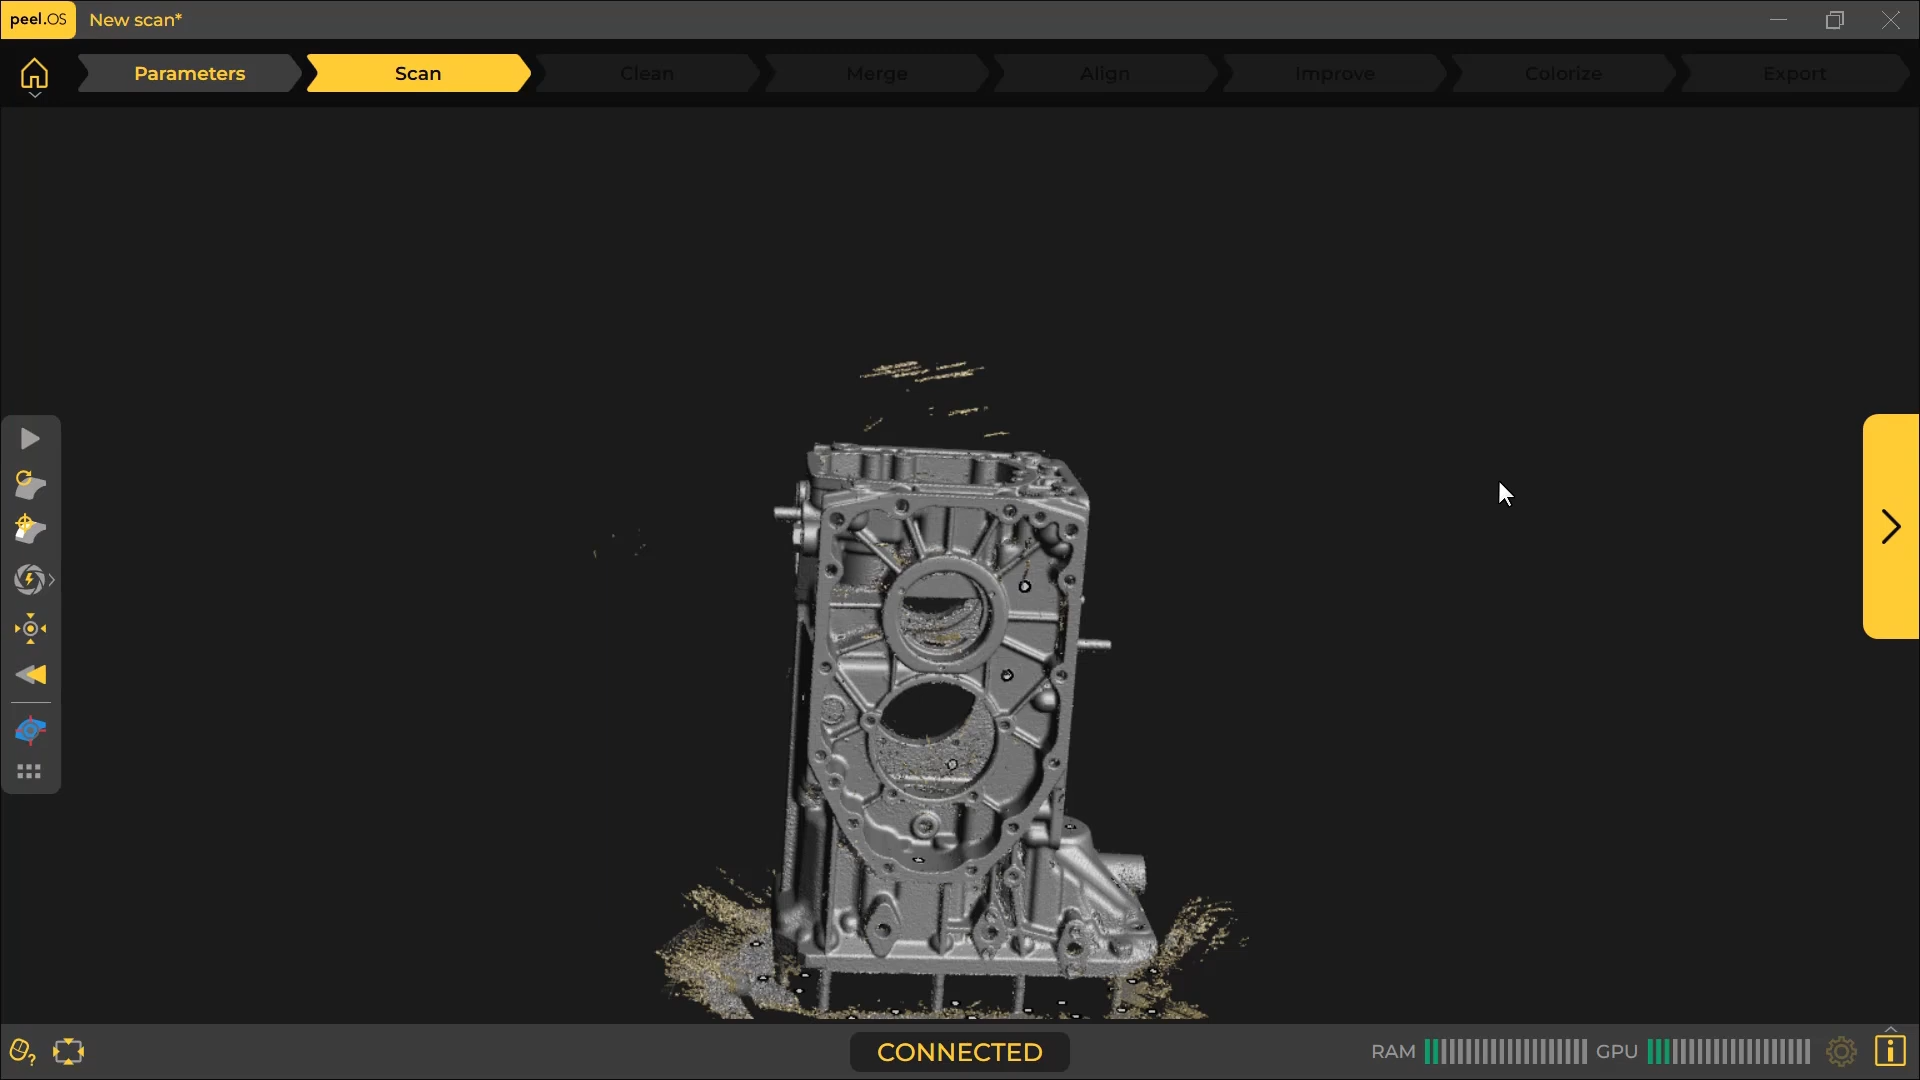 peel.OS New scan*
Parameters Scan Clean Merge Align Improve Colorize Export
CONNECTED RAM GPU